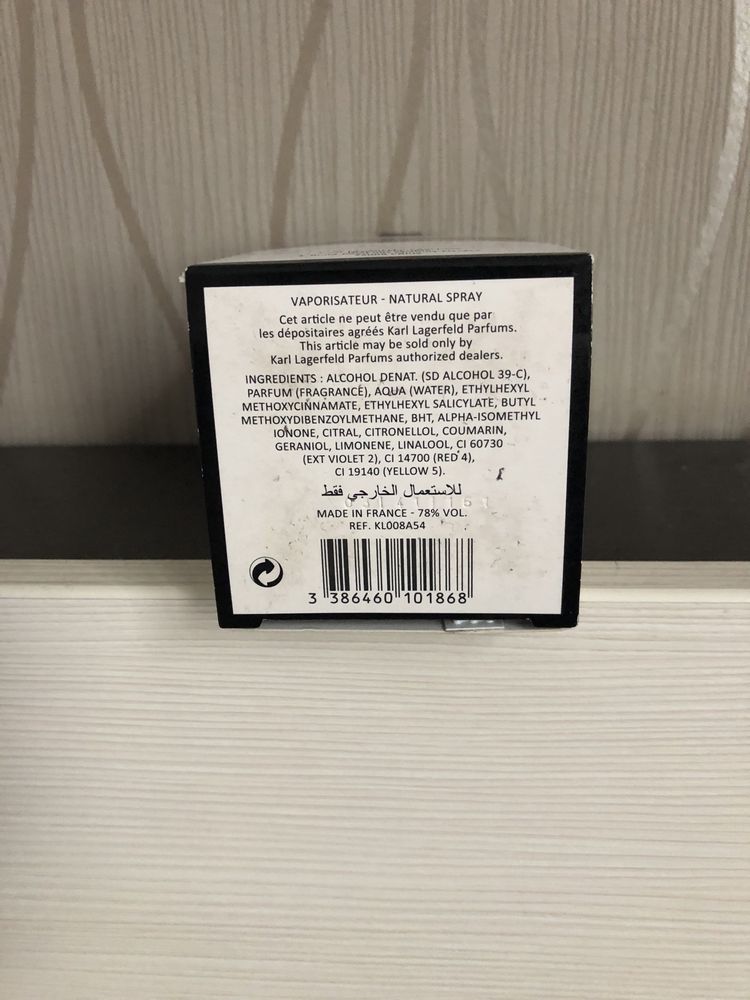 VAPORISATEUR - NATURAL SPRAY
Cet article ne peut être vendu que par
les dépositaires agréés Karl Lagerfeld Parfums.
This article may be sold only by
Karl Lagerfeld Parfums authorized dealers.
INGREDIENTS : ALCOHOL DENAT. (SD ALCOHOL 39-C),
PARFUM (FRAGRANCE), AQUA (WATER), ETHYLHEXYL
METHOXYCINNAMATE, ETHYLHEXYL SALICYLATE, BUTYL
METHOXYDIBENZOYLMETHANE, BHT, ALPHA-ISOMETHYL
IONONE, CITRAL, CITRONELLOL, COUMARIN,
GERANIOL, LIMONENE, LINALOOL, CI 60730
(EXT VIOLET 2), CI 14700 (RED 4),
CI 19140 (YELLOW 5).
للاستعمال الخارجي فقط
MADE IN FRANCE - 78% VOL.
REF. KL008A54
3 386460 101868